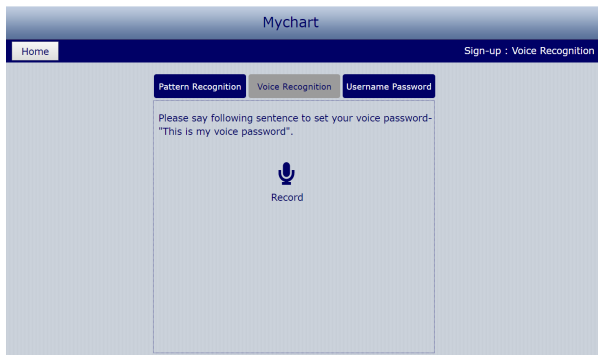 Mychart
Home
Sign-up : Voice Recognition
Pattern Recognition
Voice Recognition
Username Password
Please say following sentence to set your voice password-
"This is my voice password".
Record